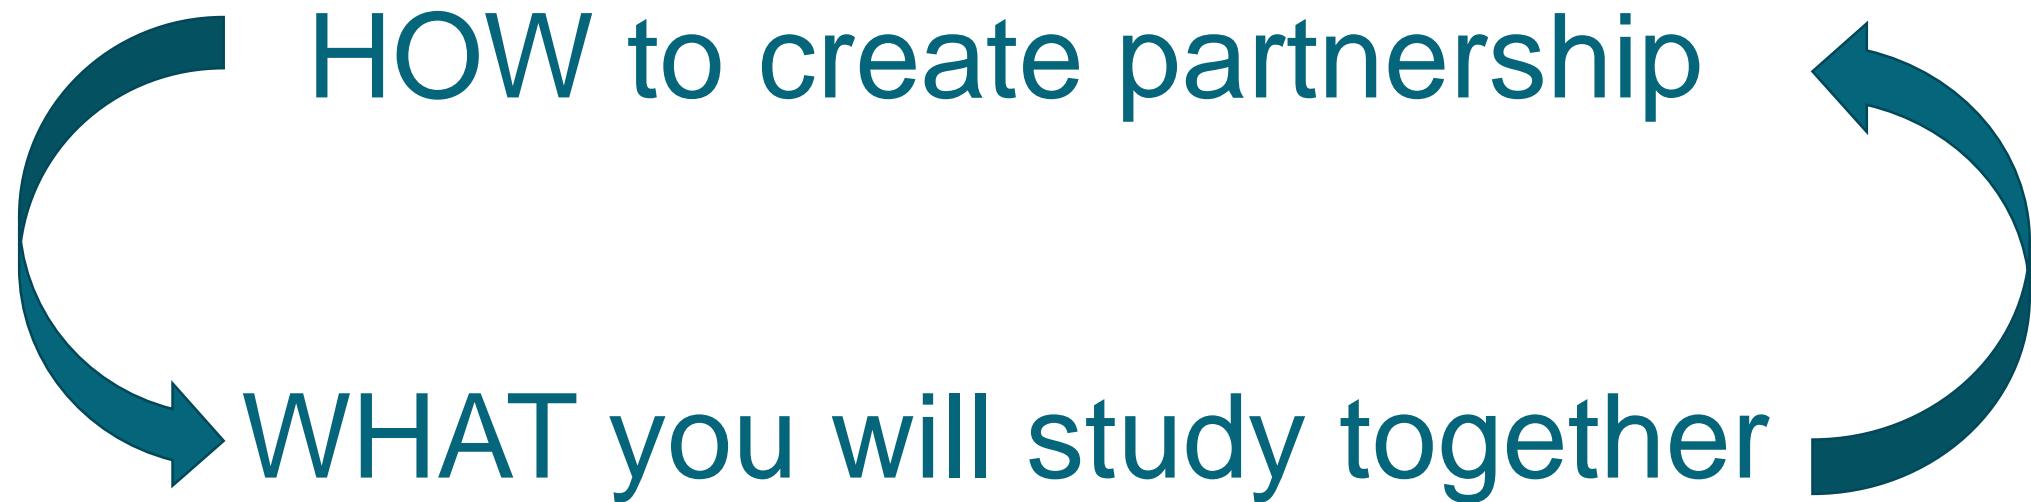 HOW to create partnership
WHAT you will study together